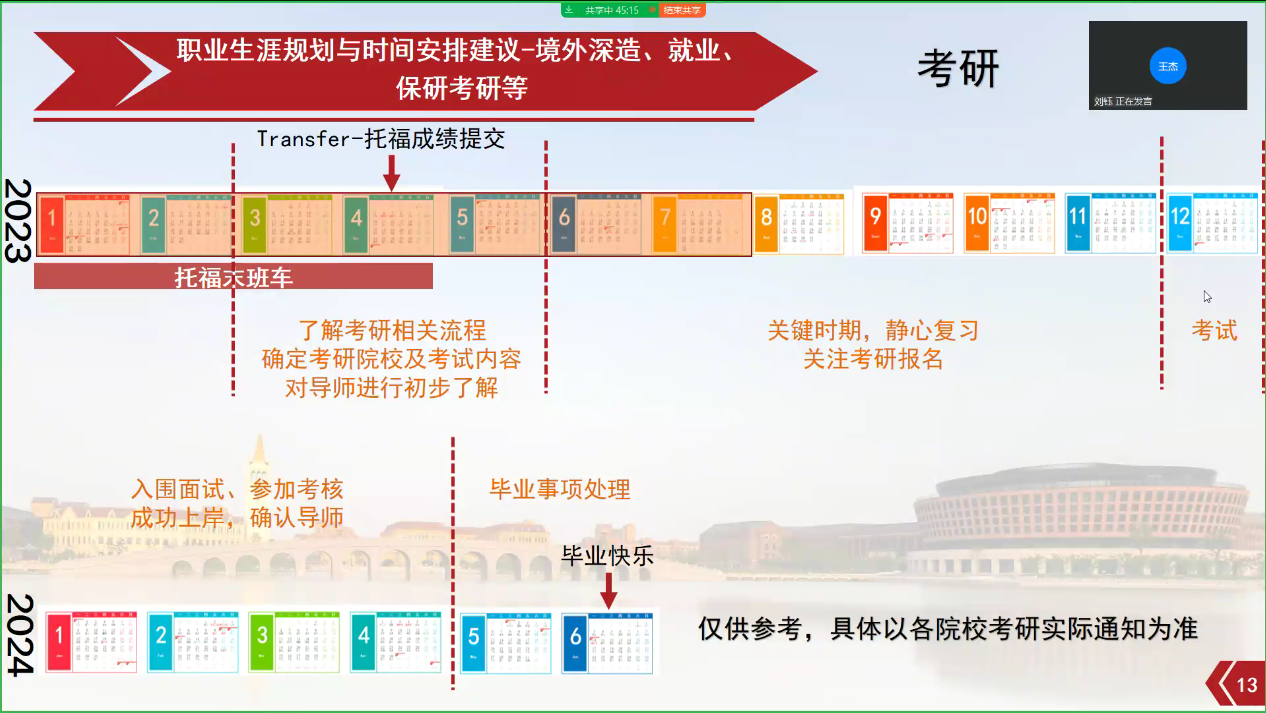 共享中 45:15
结束共享
职业生涯规划与时间安排建议-境外深造、就业、
保研考研等
考研
王杰
刘钰 正在发言
Transfer-托福成绩提交
2023
1
2
3
4
5
6
7
8
9
10
11
12
托福末班车
了解考研相关流程
确定考研院校及考试内容
对导师进行初步了解
关键时期，静心复习
关注考研报名
考试
入围面试、参加考核
成功上岸，确认导师
毕业事项处理
毕业快乐
2024
1
2
3
4
5
6
仅供参考，具体以各院校考研实际通知为准
13